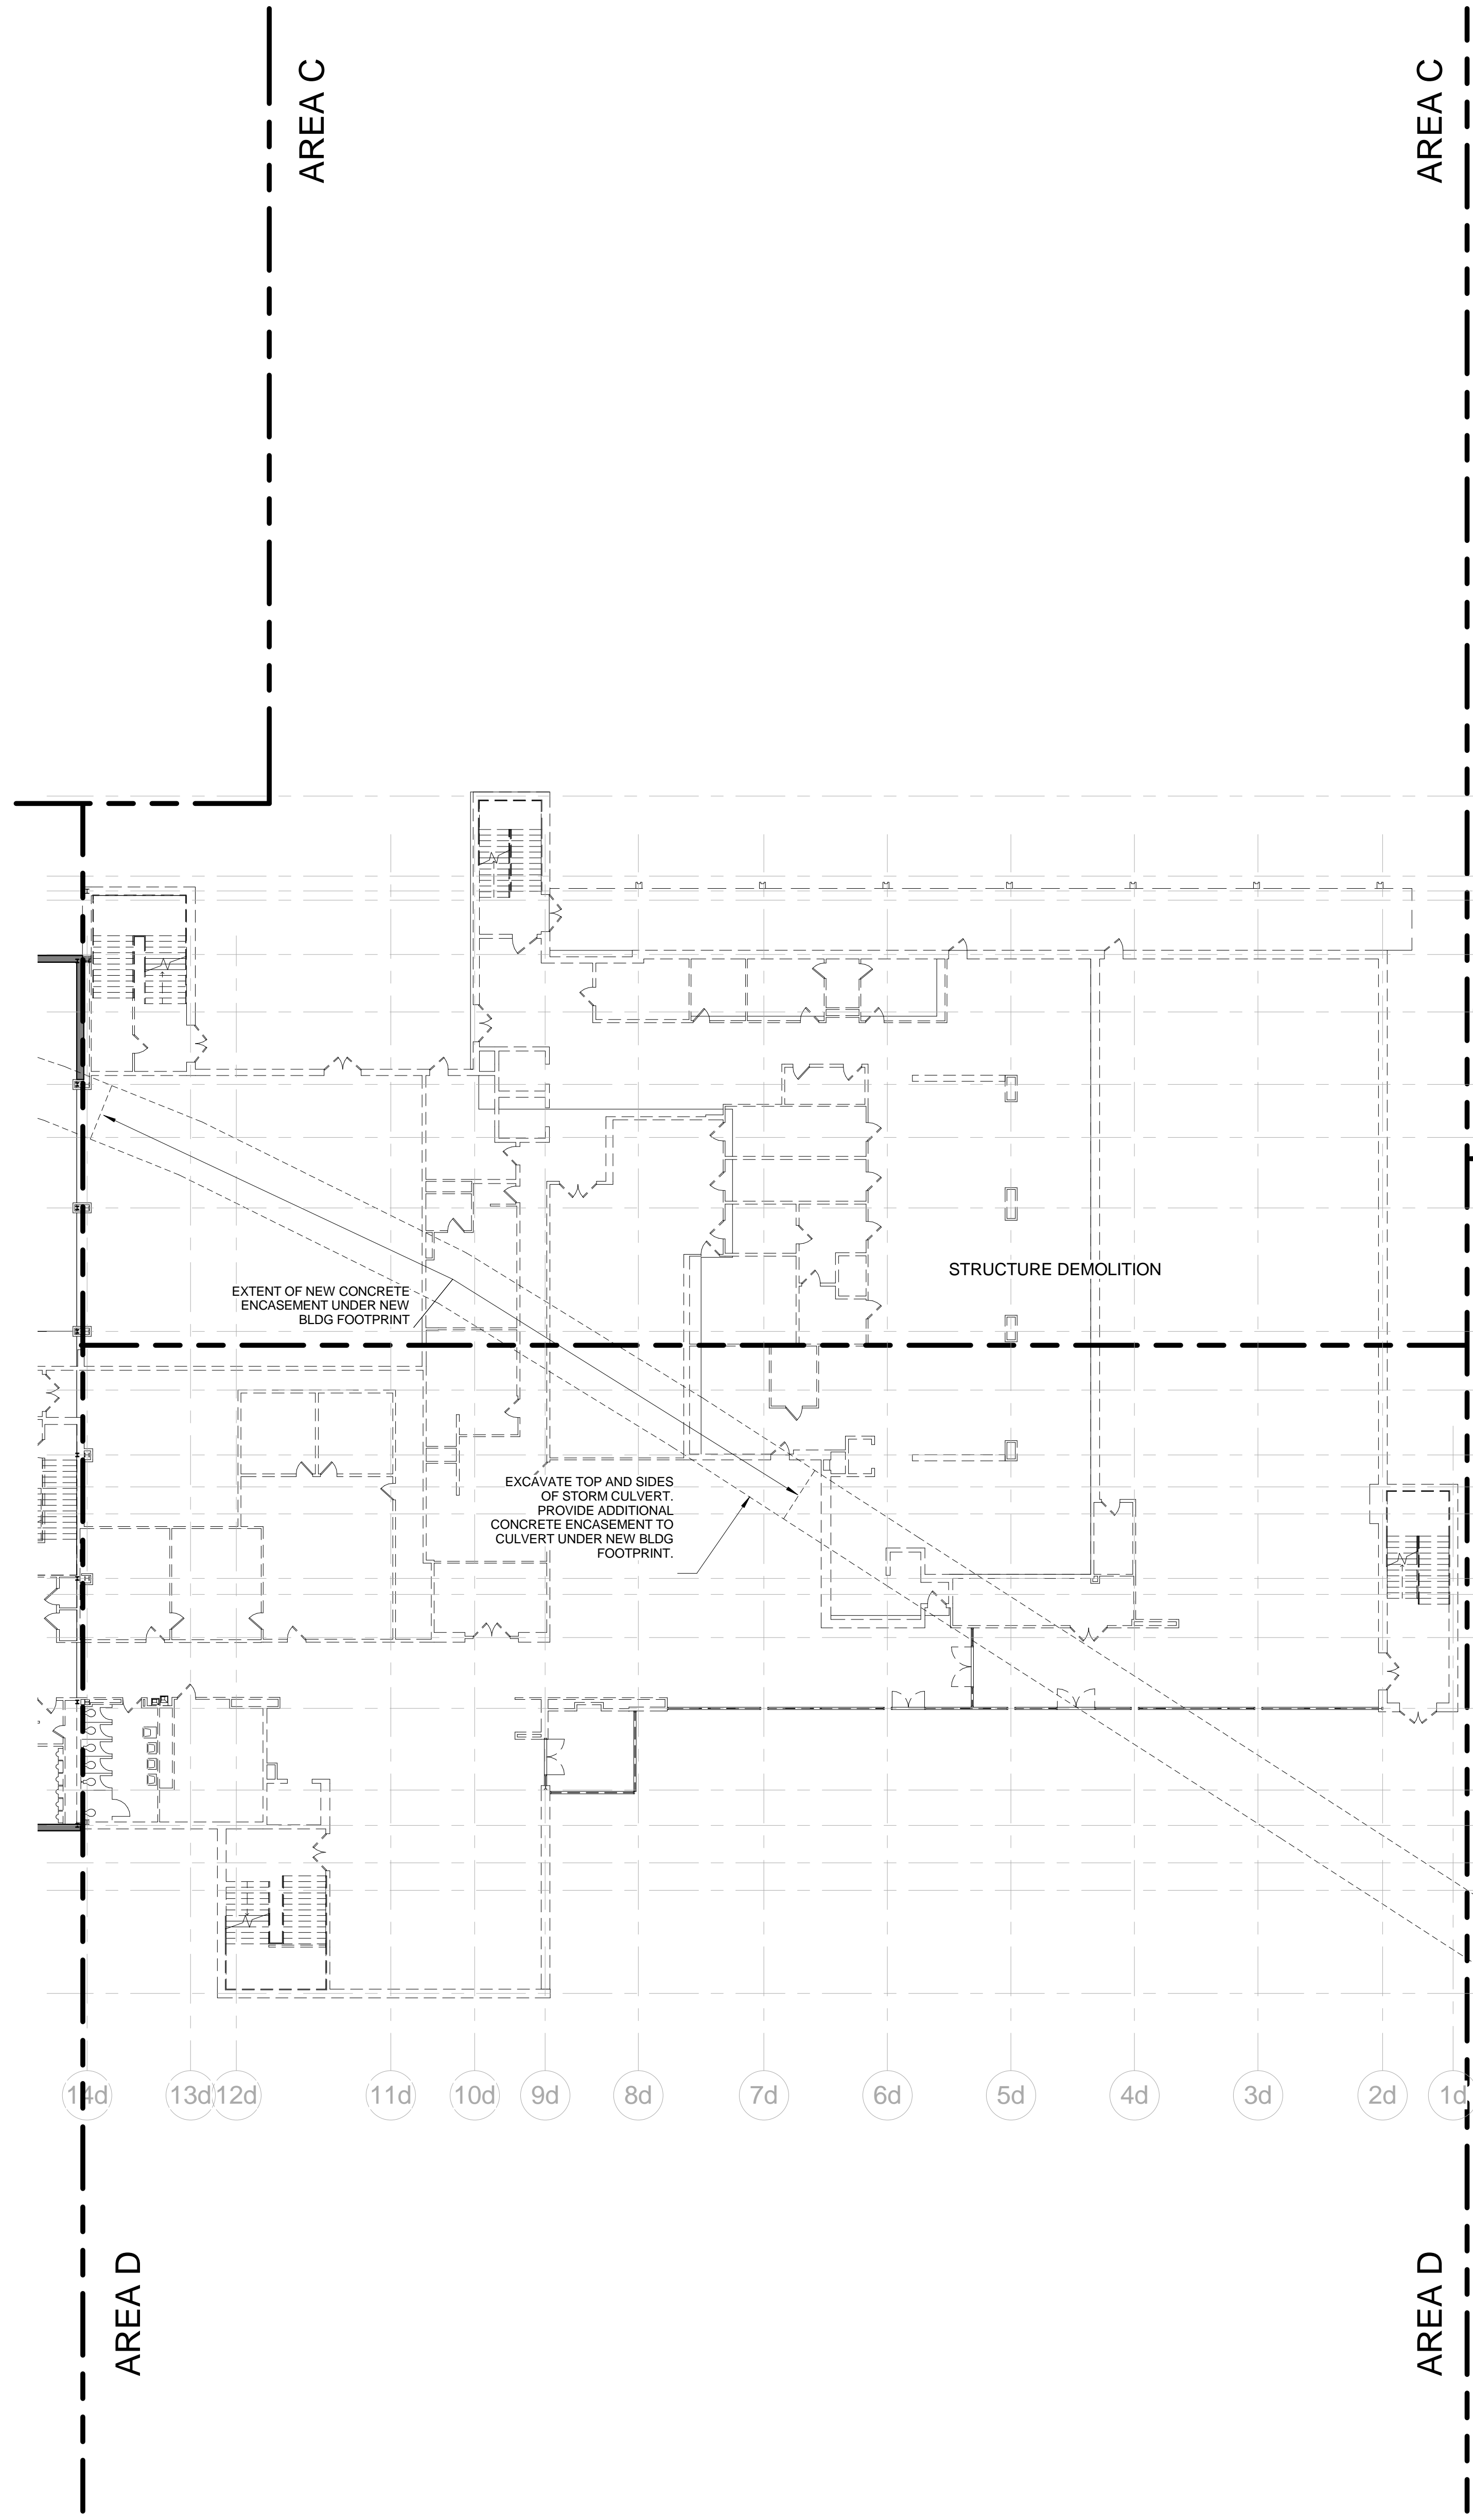 AREA C
AREA C
STRUCTURE DEMOLITION
EXTENT OF NEW CONCRETE
ENCASEMENT UNDER NEW
BLDG FOOTPRINT
EXCAVATE TOP AND SIDES
OF STORM CULVERT.
PROVIDE ADDITIONAL
CONCRETE ENCASEMENT TO
CULVERT UNDER NEW BLDG
FOOTPRINT.
14d
13d
12d
11d
10d
9d
8d
7d
6d
5d
4d
3d
2d
1d
AREA D
AREA D